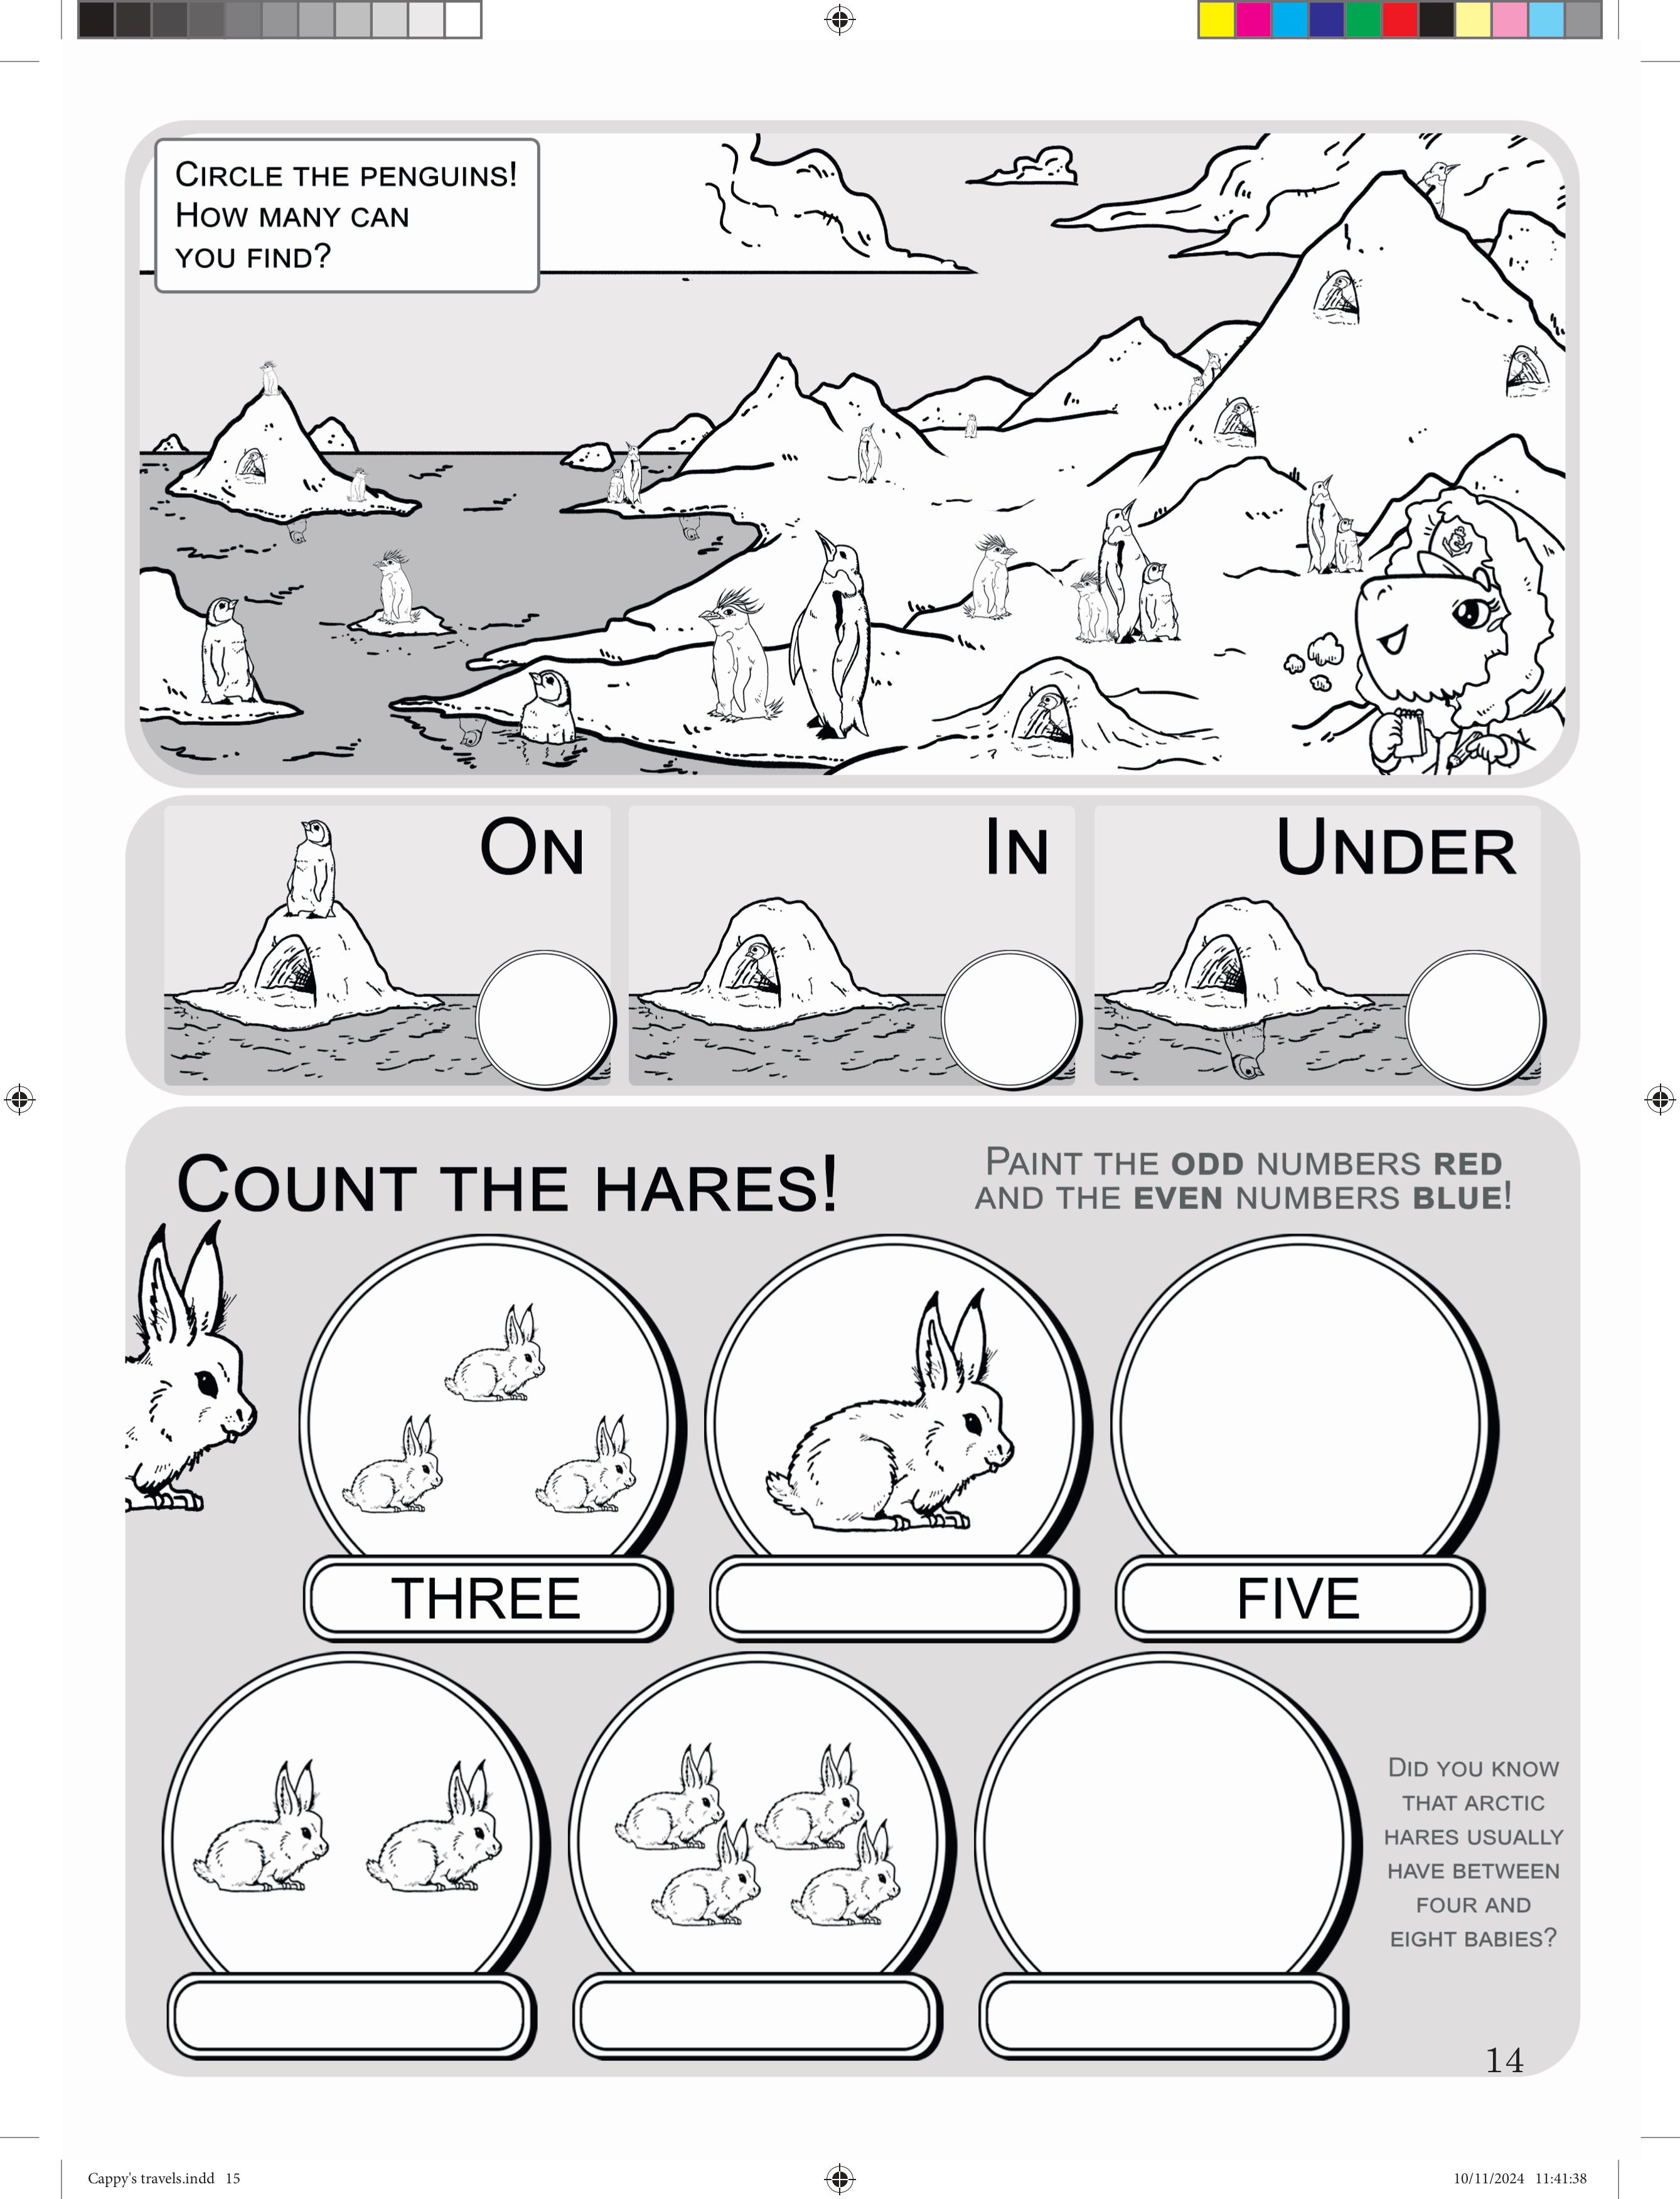 Circle the penguins!
How many can
you find?
On
In
Under
Count the hares!
Paint the odd numbers red
and the even numbers blue!
THREE
FIVE
Did you know
that arctic
hares usually
have between
four and
eight babies?
14
Cappy's travels.indd 15
10/11/2024 11:41:38